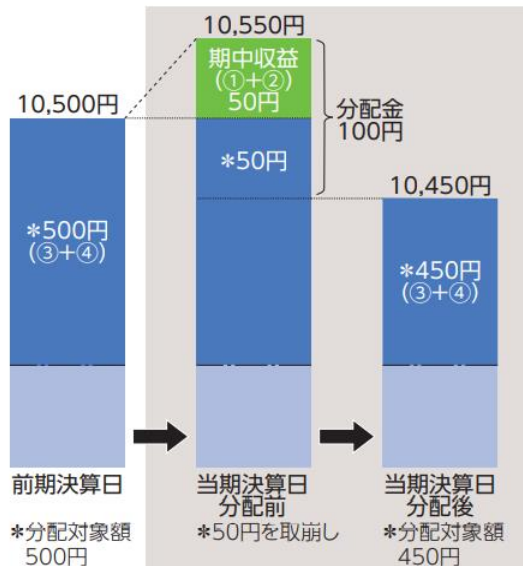 10,550円
期中収益
(①+②)
50円
10,500円
分配金
100円
*50円
10,450円
*500円
(③+④)
*450円
(③+④)
前期決算日
当期決算日
分配前
当期決算日
分配後
*分配対象額
500円
*50円を取崩し
*分配対象額
450円